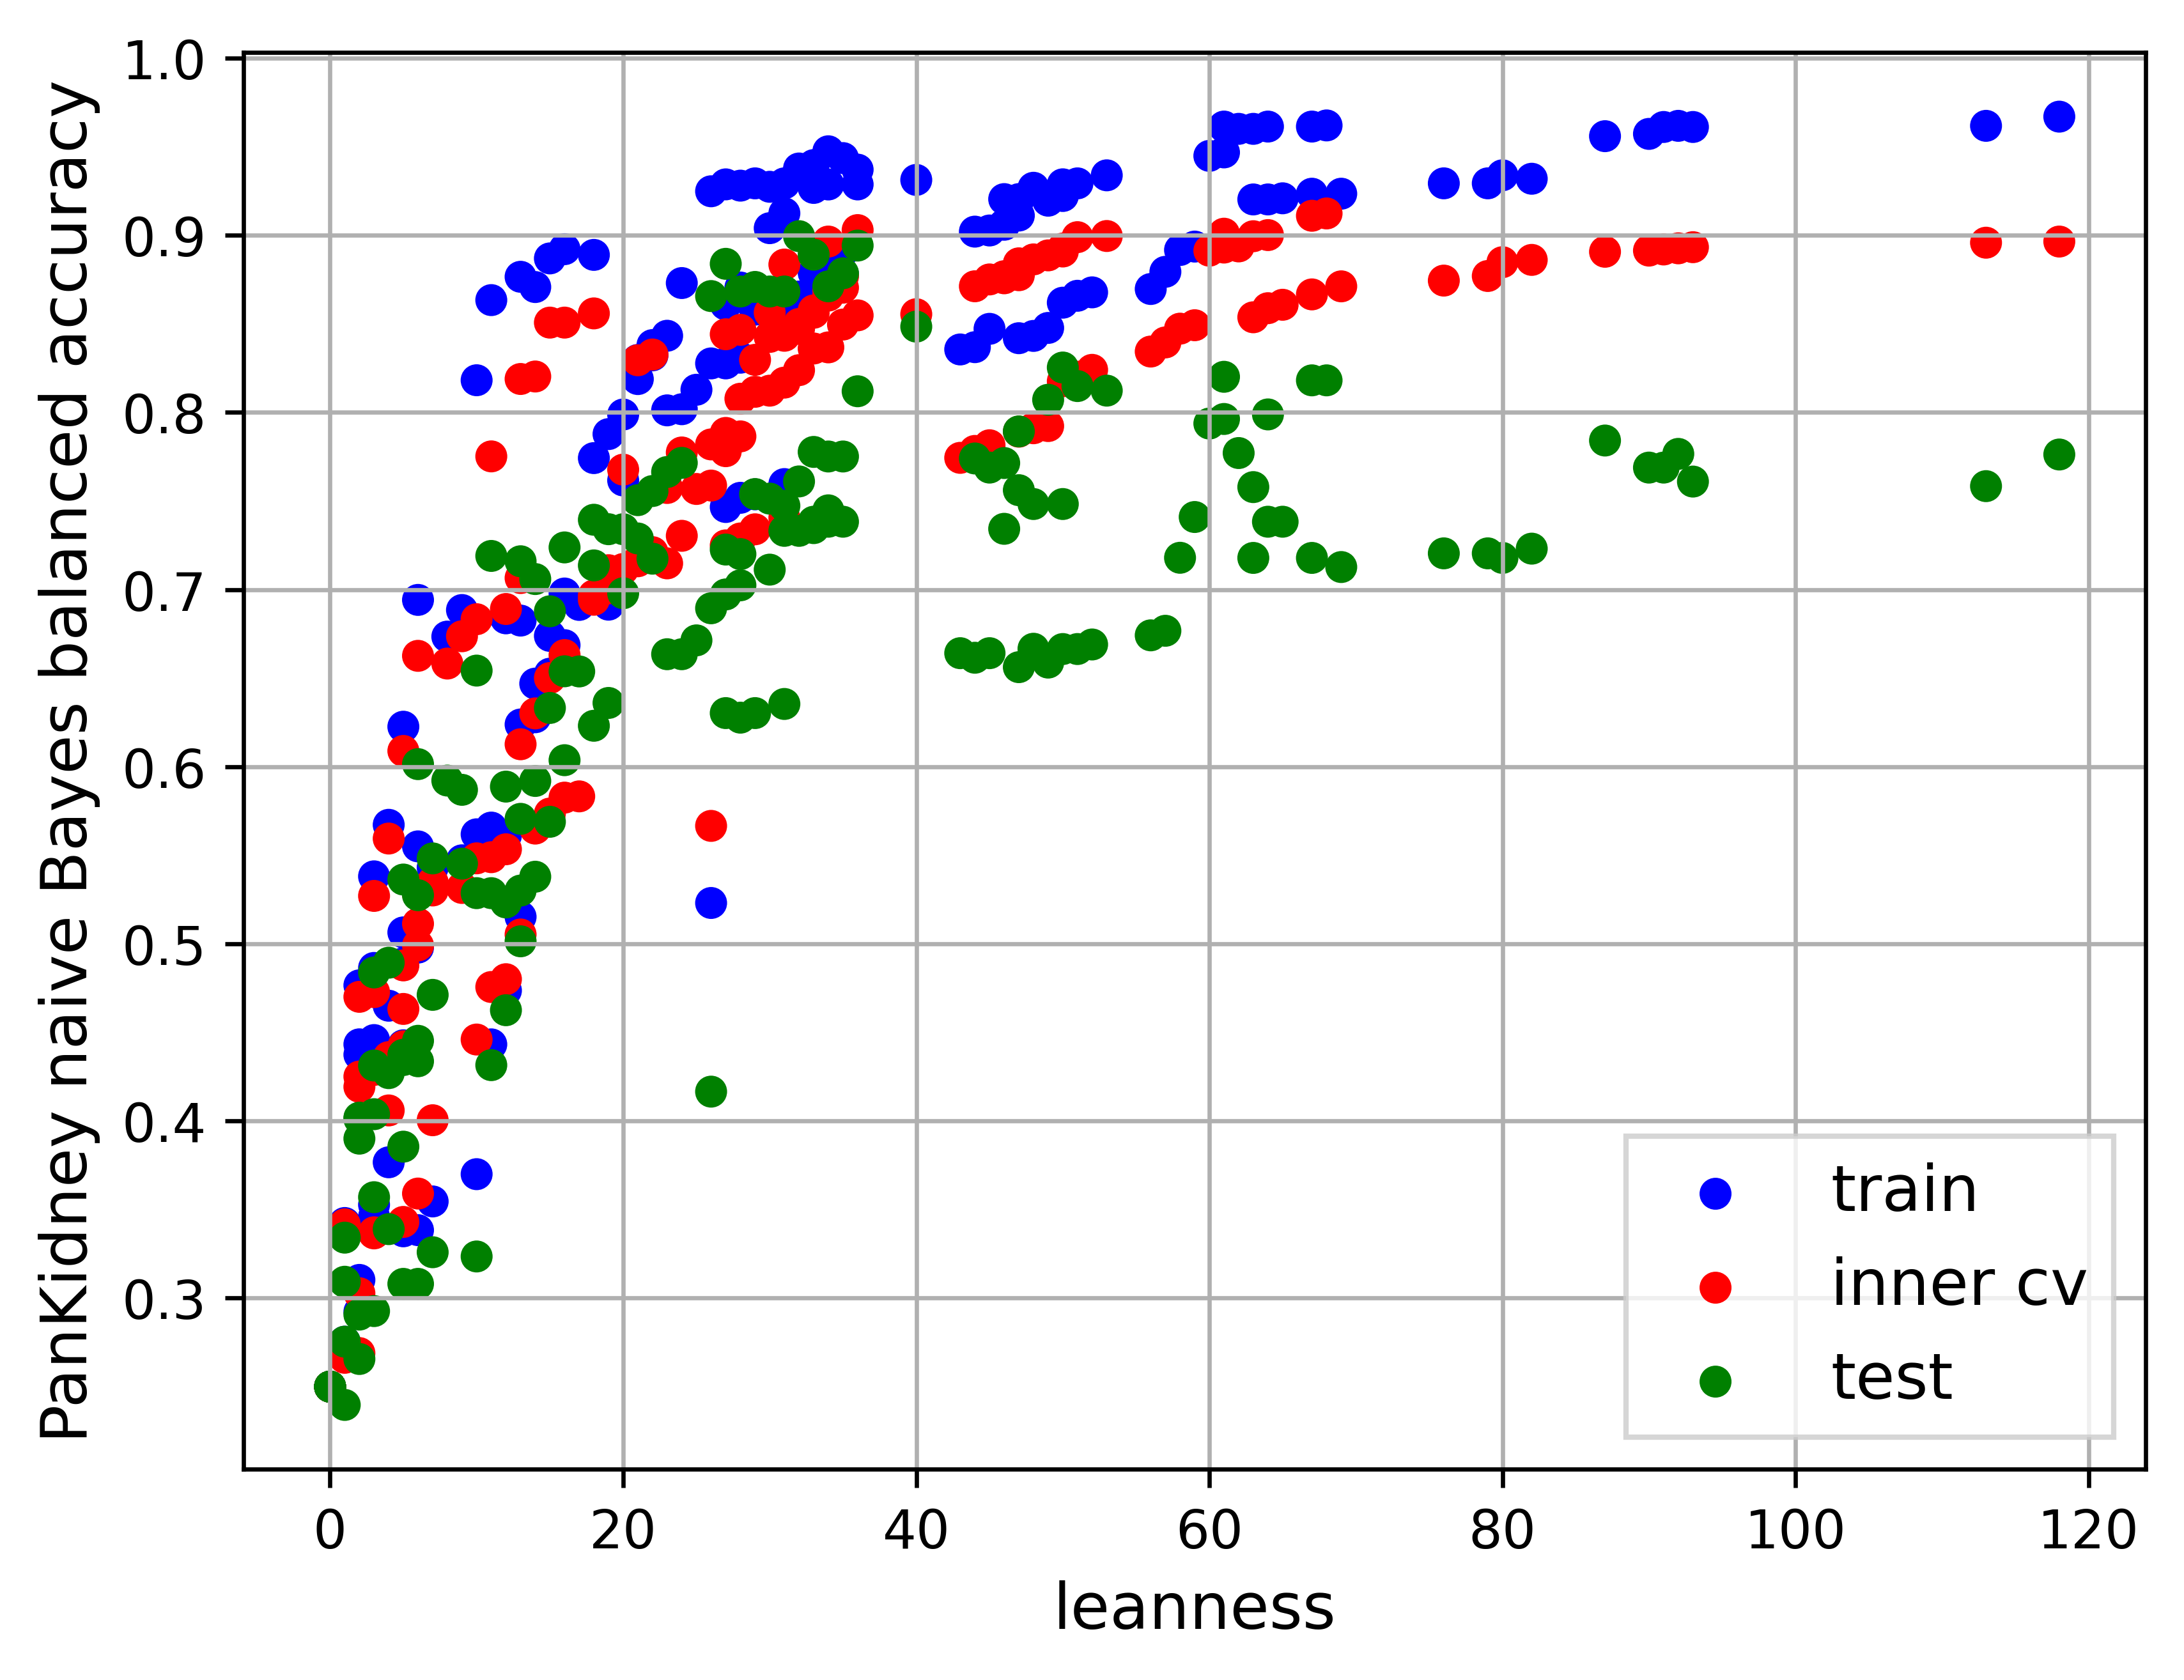 PanKidney naive Bayes balanced accuracy
1.0
0.9
0.8
0.7
0.6
0.5
0.4
0.3
train
inner cv
test
0 20 40 60 80 100 120
leanness